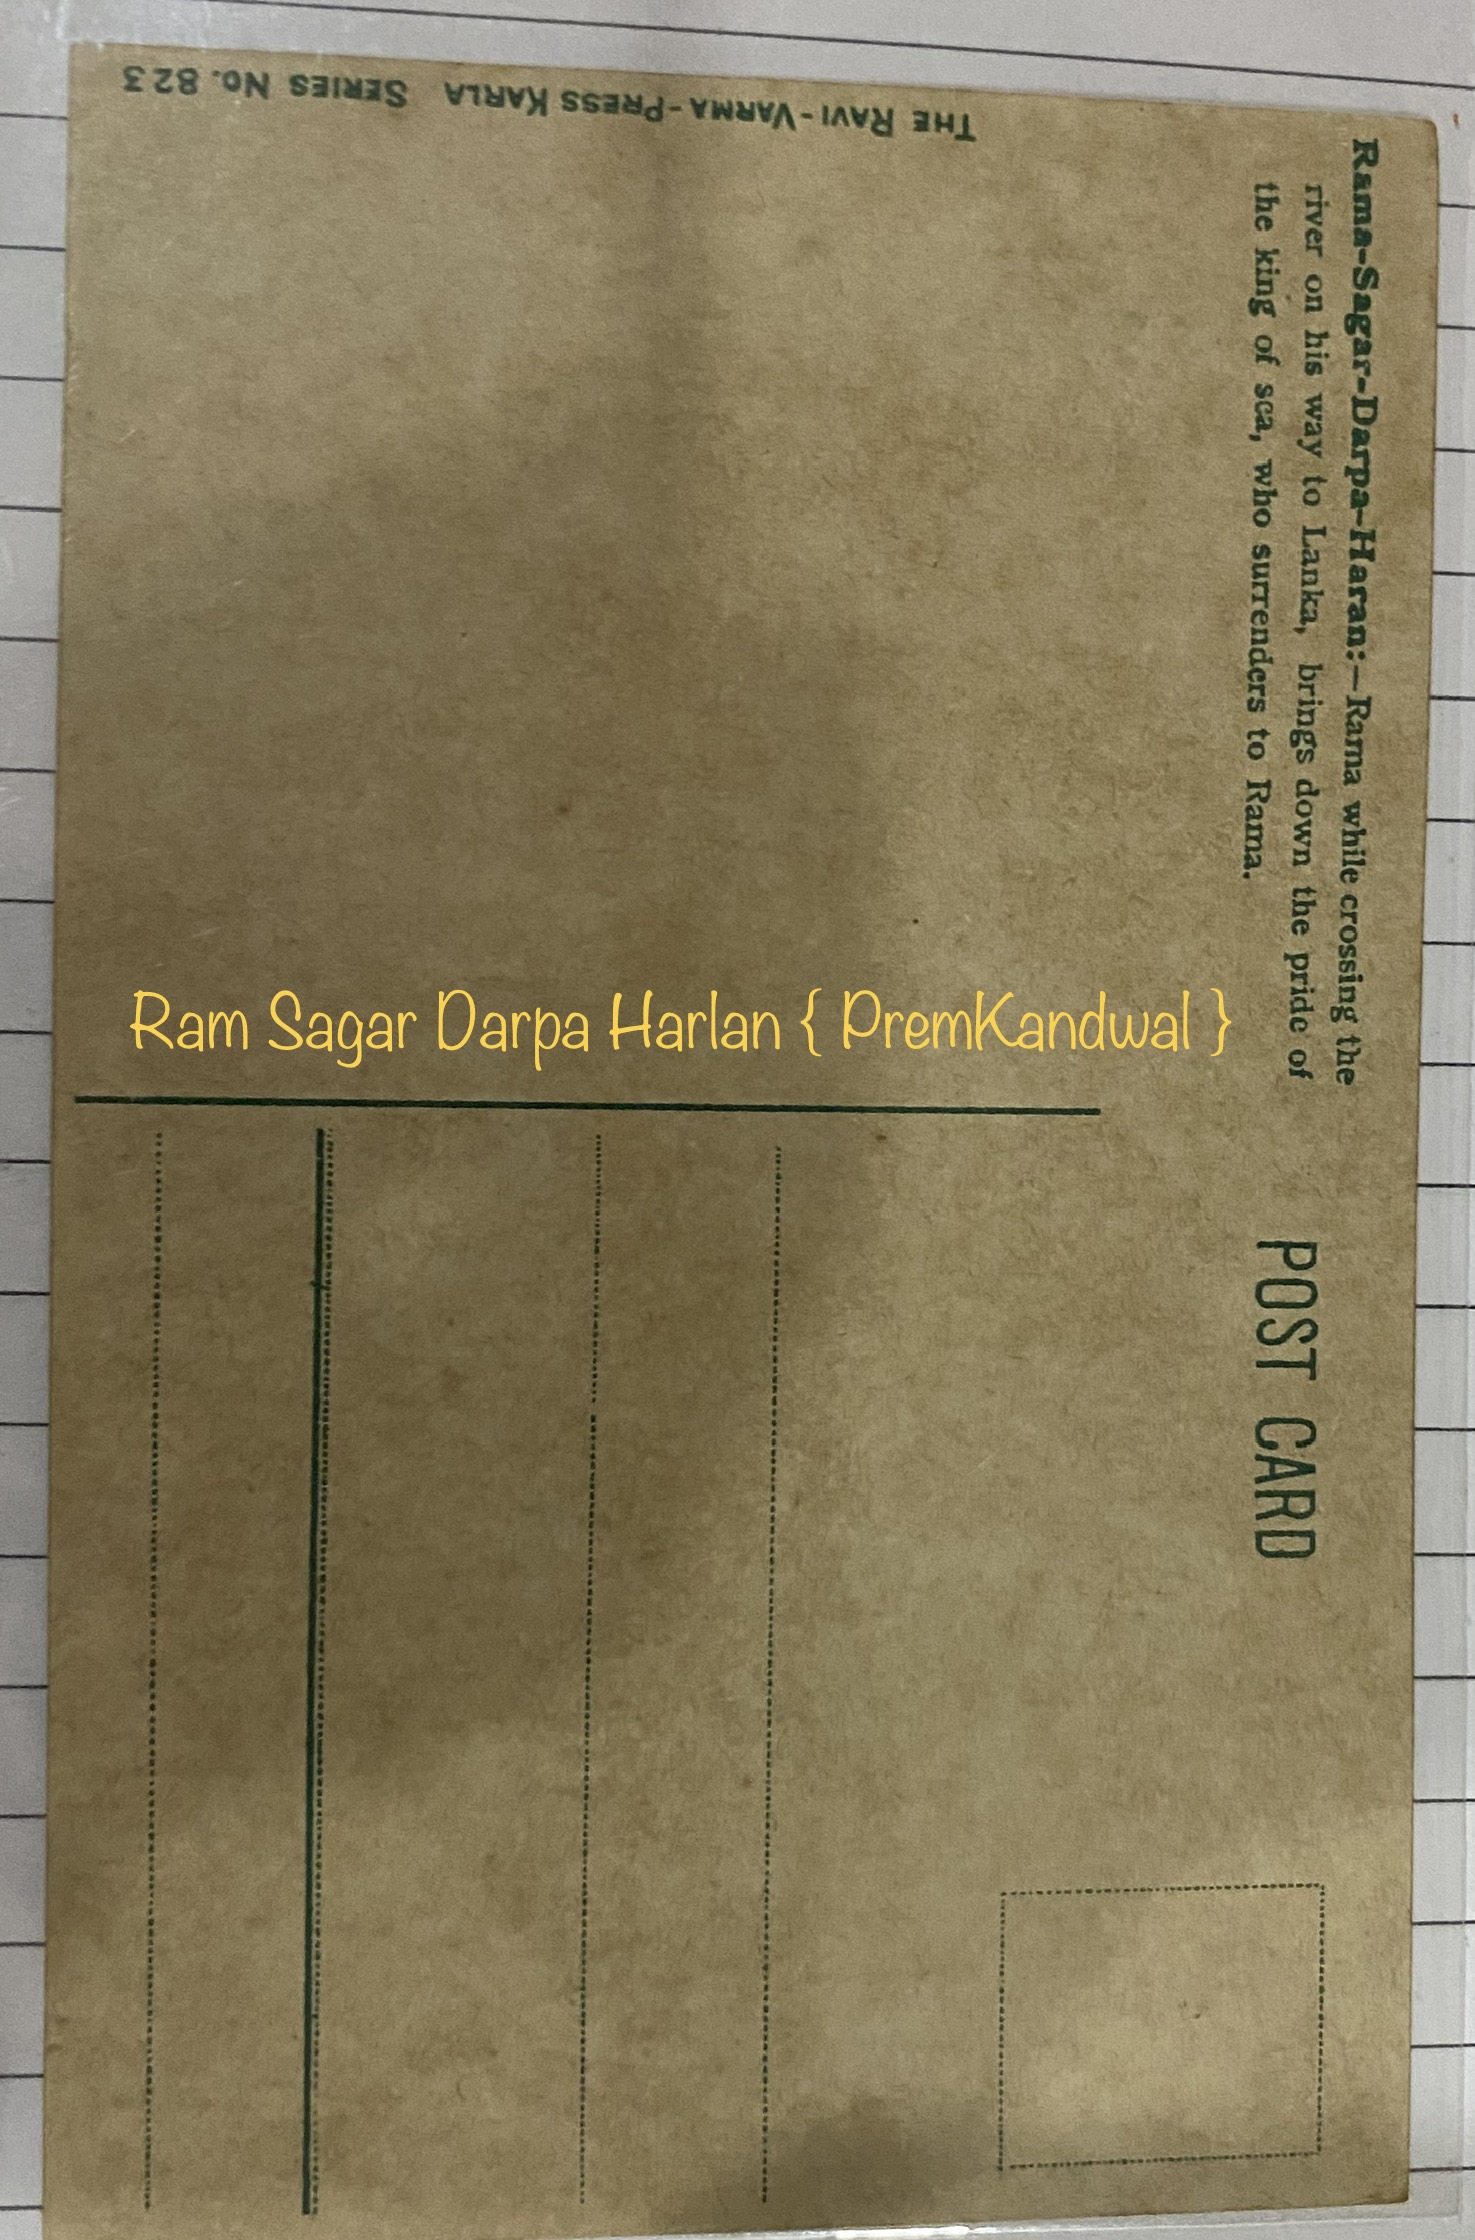 Rama-Sagar-Darpa-Haran:—Rama while crossing the
river on his way to Lanka, brings down the pride of
the king of sea, who surrenders to Rama.
POST CARD
THE RAVI-VARMA-PRESS KARLA SERIES No. 823
Ram Sagar Darpa Harlan { PremKandwal }